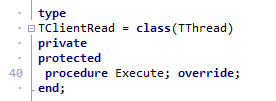 type
TClientRead = class(TThread)
private
protected
40 procedure Execute; override;
end;